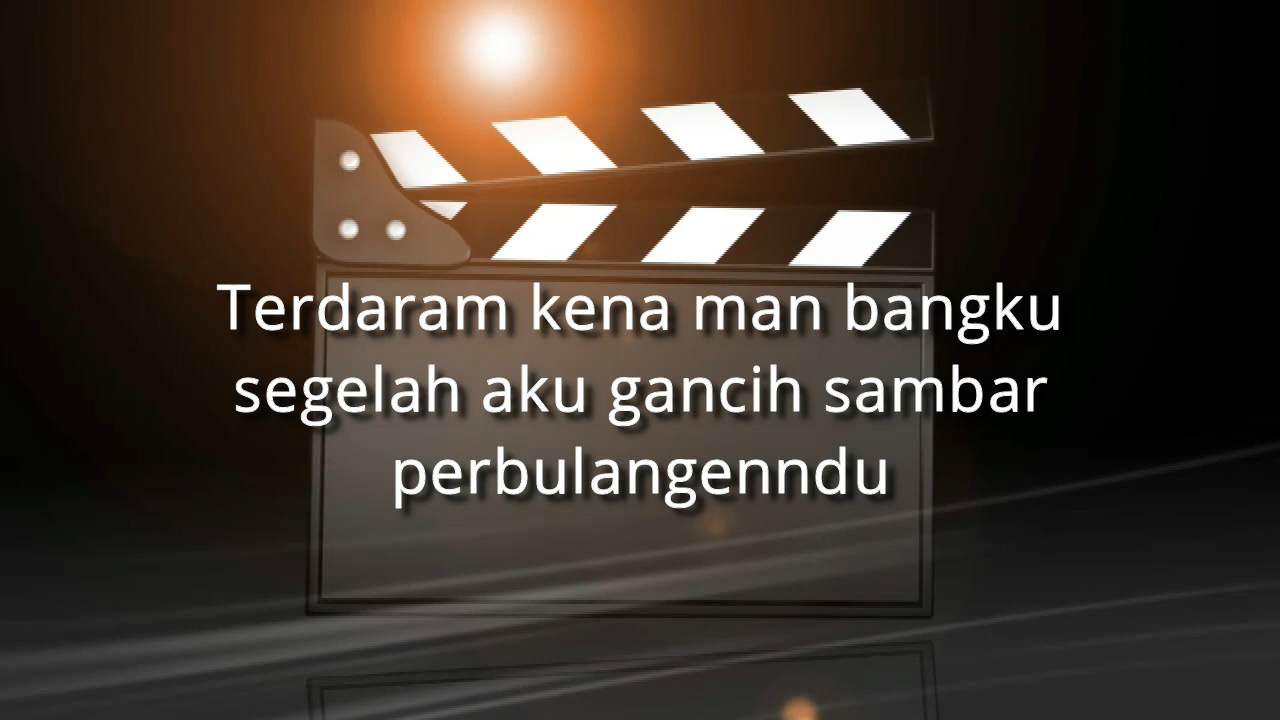 Terdaram kena man bangku
segelah aku gancih sambar
perbulangenndu